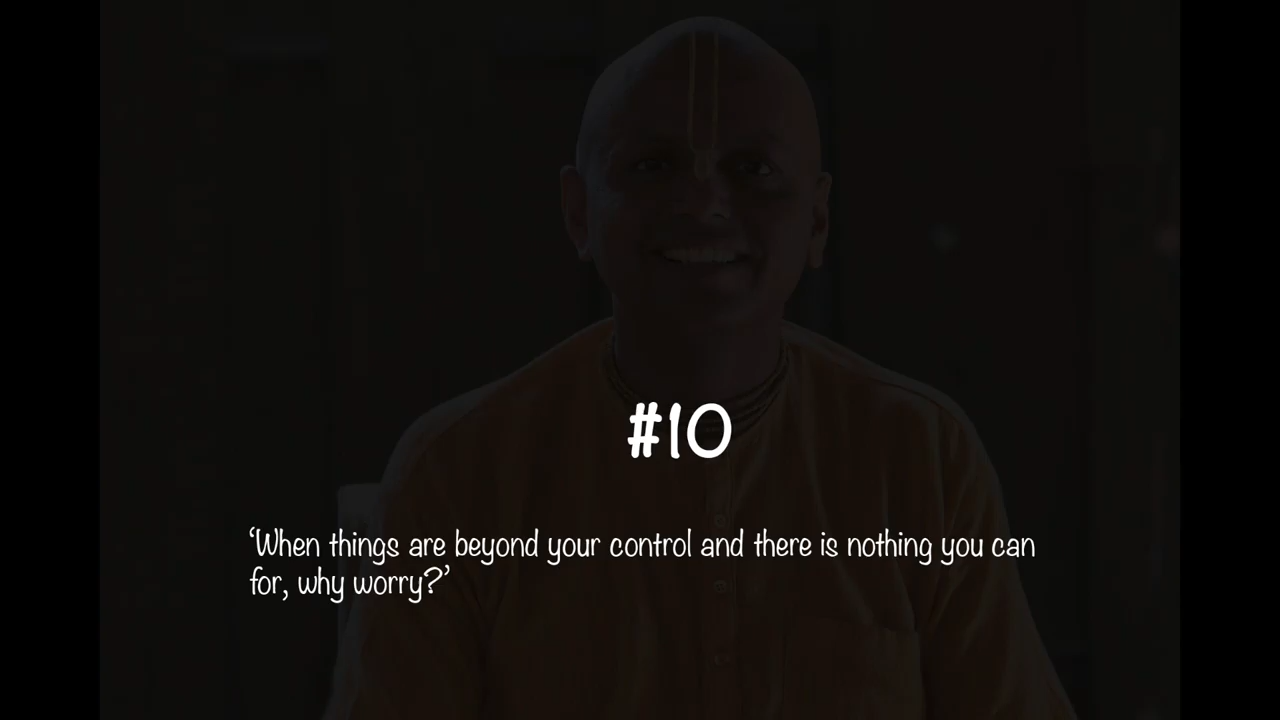 #10
‘When things are beyond your control and there is nothing you can
for, why worry?’